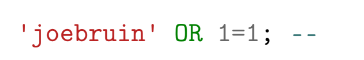 'joebruin' OR 1=1; --